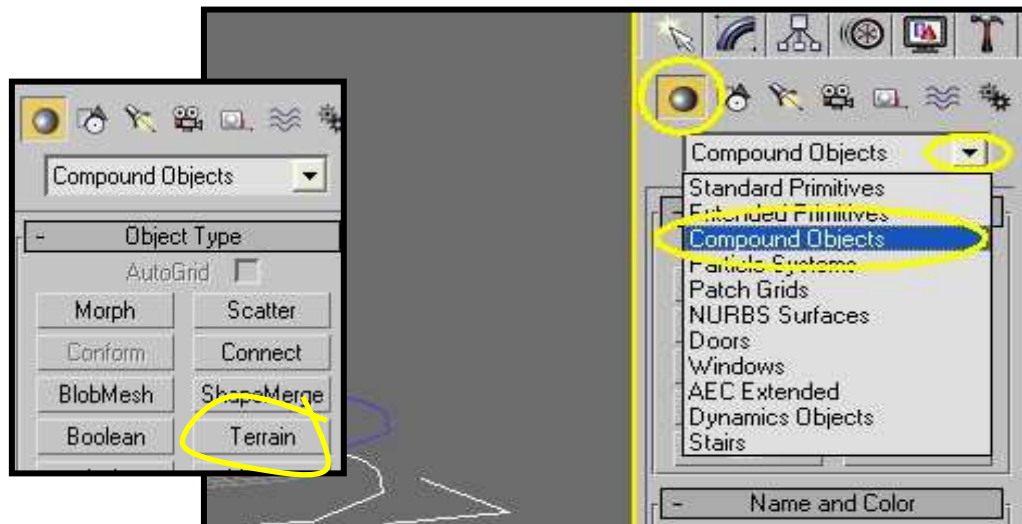 Compound Objects
Object Type
AutoGrid
Morph Scatter
Conform Connect
BlobMesh ShapeMerge
Boolean Terrain
Compound Objects
Standard Primitives
Extended Primitives
Compound Objects
Particle Systems
Patch Grids
NURBS Surfaces
Doors
Windows
AEC Extended
Dynamics Objects
Stairs
Name and Color